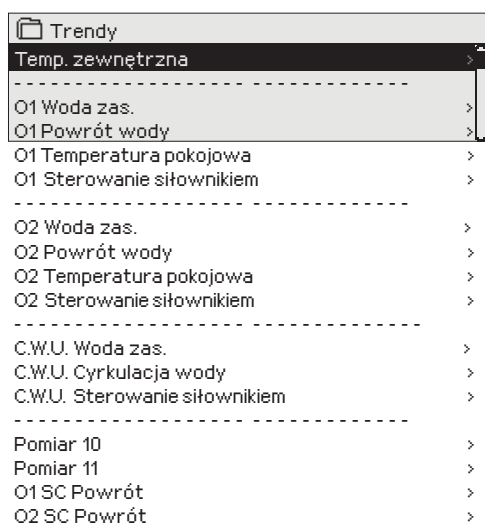 Trendy
Temp. zewnętrzna >
- - - - - - - - - - - - - - - - - - - - - - - - - - - - - - - -
O1 Woda zas. >
O1 Powrót wody >
O1 Temperatura pokojowa >
O1 Sterowanie siłownikiem >
- - - - - - - - - - - - - - - - - - - - - - - - - - - - - - - -
O2 Woda zas. >
O2 Powrót wody >
O2 Temperatura pokojowa >
O2 Sterowanie siłownikiem >
- - - - - - - - - - - - - - - - - - - - - - - - - - - - - - - - -
C.W.U. Woda zas. >
C.W.U. Cyrkulacja wody >
C.W.U. Sterowanie siłownikiem >
- - - - - - - - - - - - - - - - - - - - - - - - - - - - - - - -
Pomiar 10 >
Pomiar 11 >
O1 SC Powrót >
O2 SC Powrót >